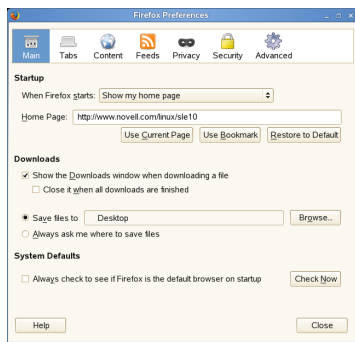 Firefox Preferences
Main Tabs Content Feeds Privacy Security Advanced
Startup
When Firefox starts: Show my home page
Home Page: http://www.novell.com/linux/sle10
Use Current Page Use Bookmark Restore to Default
Downloads
Show the Downloads window when downloading a file
Close it when all downloads are finished
Save files to Desktop Browse...
Always ask me where to save files
System Defaults
Always check to see if Firefox is the default browser on startup Check Now
Help Close